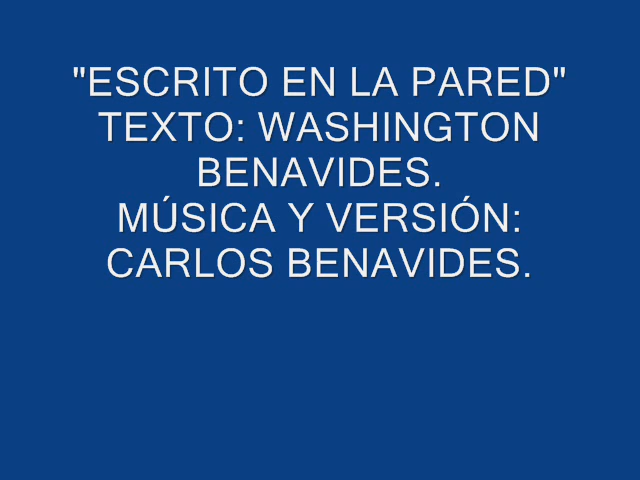 "ESCRITO EN LA PARED"
TEXTO: WASHINGTON
BENAVIDES.
MÚSICA Y VERSIÓN:
CARLOS BENAVIDES.